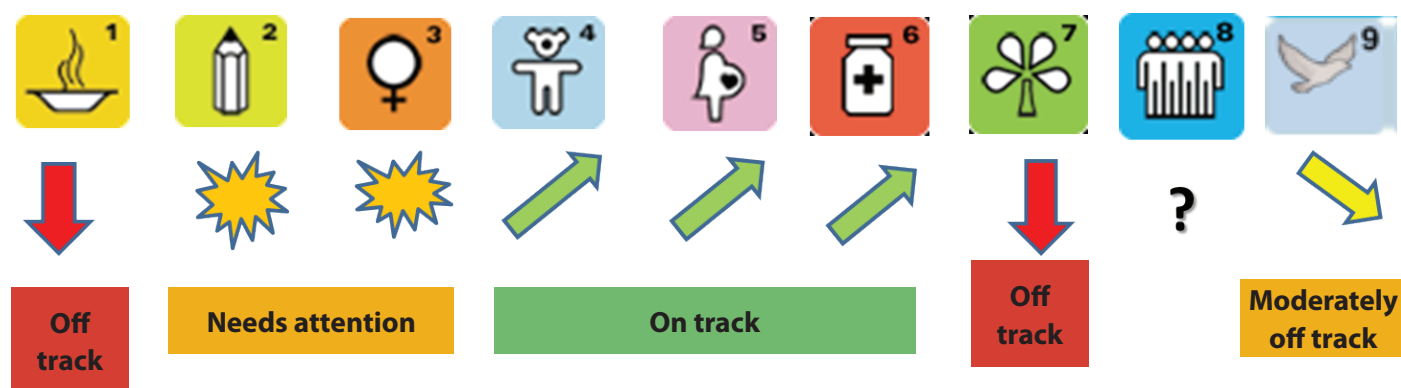 1 2 3 4 5 6 7 8 9
?
Off
track
Needs attention
On track
Off
track
Moderately
off track